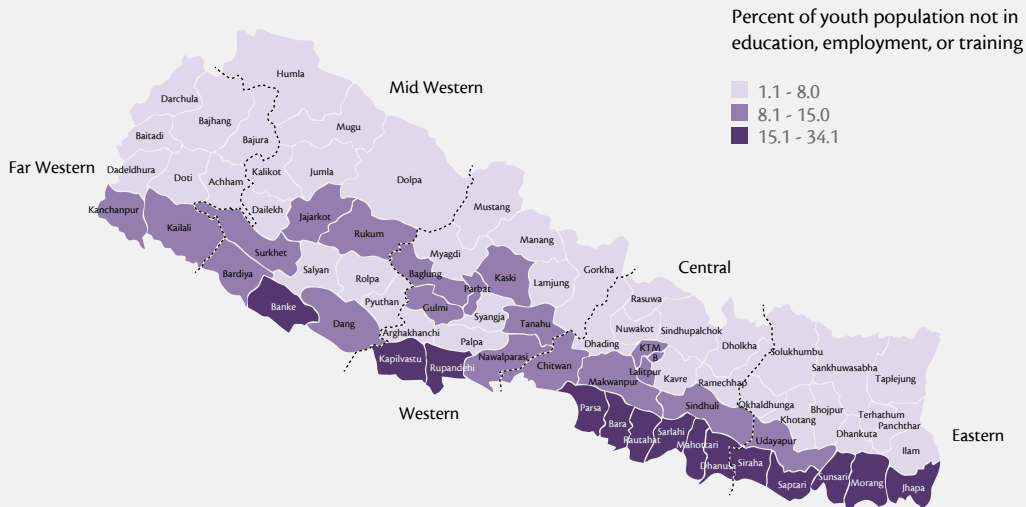 Percent of youth population not in
education, employment, or training
1.1 - 8.0
8.1 - 15.0
15.1 - 34.1
Mid Western
Far Western
Central
Western
Eastern
Humla
Darchula
Bajhang
Mugu
Baitadi
Bajura
Dadeldhura
Doti
Achham
Kalikot
Jumla
Dolpa
Kanchanpur
Kailali
Dailekh
Jajarkot
Rukum
Mustang
Surkhet
Manang
Myagdi
Bardiya
Salyan
Rolpa
Baglung
Parbat
Kaski
Lamjung
Gorkha
Banke
Pyuthan
Gulmi
Syangja
Tanahu
Rasuwa
Dang
Arghakhanchi
Palpa
Nuwakot
Sindhupalchok
Dhading
Dolkha
Kapilvastu
Rupandehi
Nawalparasi
Chitwan
KTM
B
Lalitpur
Kavre
Ramechhap
Solukhumbu
Sankhuwasabha
Taplejung
Makwanpur
Sindhuli
Okhaldhunga
Khotang
Bhojpur
Terhathum
Panchthar
Dhankuta
Parsa
Bara
Rautahat
Sarlahi
Mahottari
Dhanusa
Siraha
Udayapur
Saptari
Sunsari
Morang
Ilam
Jhapa